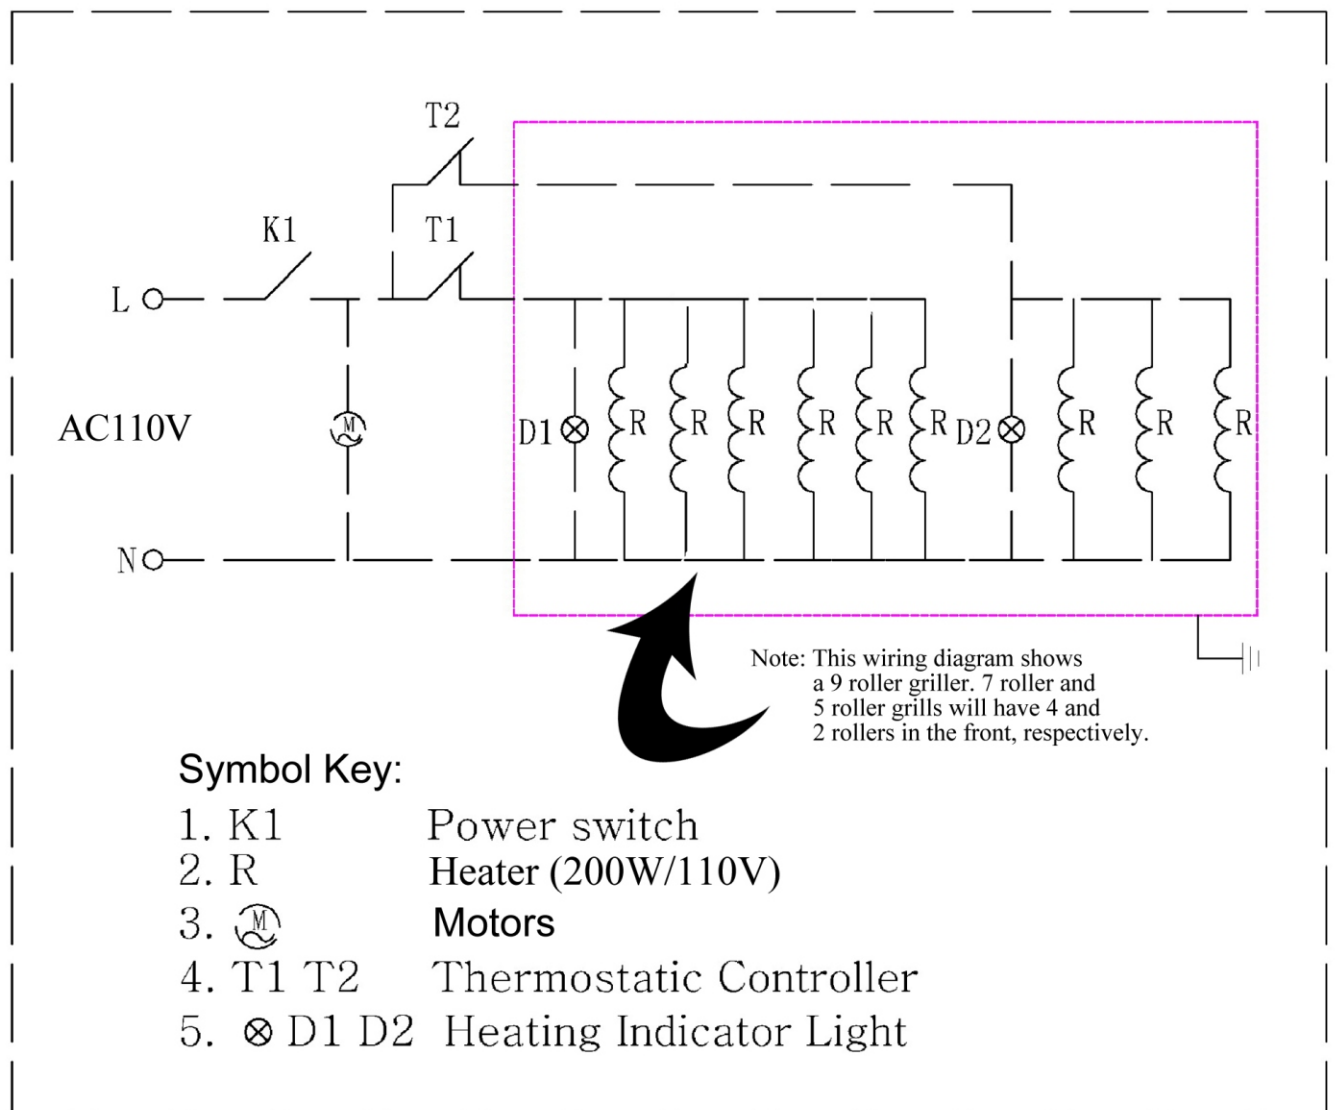 T2
K1
T1
L
AC110V
M
D1
R
R
R
R
R
R
D2
R
R
R
N
Note: This wiring diagram shows
a 9 roller griller. 7 roller and
5 roller grills will have 4 and
2 rollers in the front, respectively.
Symbol Key:
1. K1 Power switch
2. R Heater (200W/110V)
3. M Motors
4. T1 T2 Thermostatic Controller
5. ⊗ D1 D2 Heating Indicator Light